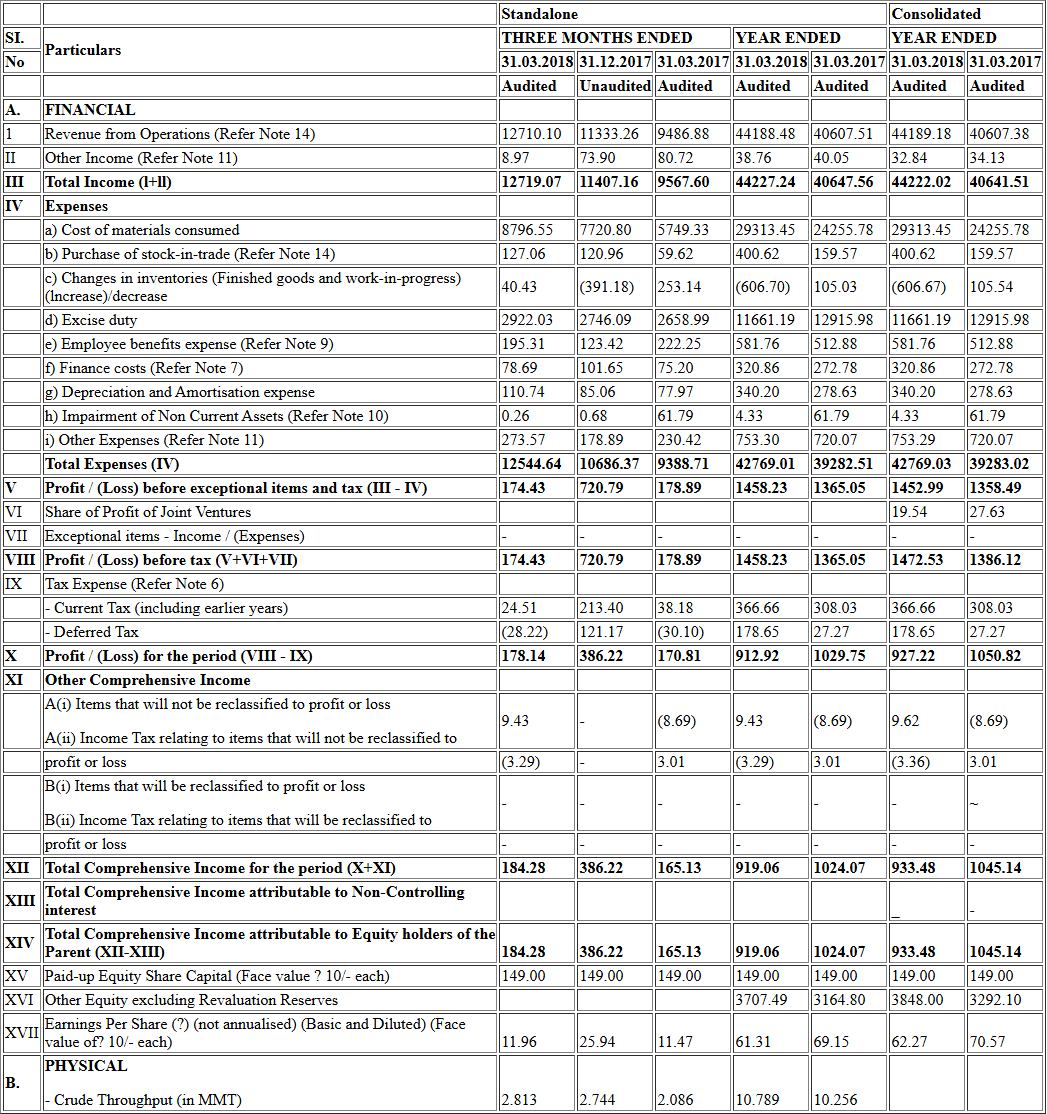 Standalone Consolidated
SI. Particulars THREE MONTHS ENDED YEAR ENDED YEAR ENDED
No 31.03.2018 31.12.2017 31.03.2017 31.03.2018 31.03.2017 31.03.2018 31.03.2017
Audited Unaudited Audited Audited Audited Audited Audited
A. FINANCIAL
1 Revenue from Operations (Refer Note 14) 12710.10 11333.26 9486.88 44188.48 40607.51 44189.18 40607.38
II Other Income (Refer Note 11) 8.97 73.90 80.72 38.76 40.05 32.84 34.13
III Total Income (l+ll) 12719.07 11407.16 9567.60 44227.24 40647.56 44222.02 40641.51
IV Expenses
a) Cost of materials consumed 8796.55 7720.80 5749.33 29313.45 24255.78 29313.45 24255.78
b) Purchase of stock-in-trade (Refer Note 14) 127.06 120.96 59.62 400.62 159.57 400.62 159.57
c) Changes in inventories (Finished goods and work-in-progress)
(lncrease)/decrease 40.43 (391.18) 253.14 (606.70) 105.03 (606.67) 105.54
d) Excise duty 2922.03 2746.09 2658.99 11661.19 12915.98 11661.19 12915.98
e) Employee benefits expense (Refer Note 9) 195.31 123.42 222.25 581.76 512.88 581.76 512.88
f) Finance costs (Refer Note 7) 78.69 101.65 75.20 320.86 272.78 320.86 272.78
g) Depreciation and Amortisation expense 110.74 85.06 77.97 340.20 278.63 340.20 278.63
h) Impairment of Non Current Assets (Refer Note 10) 0.26 0.68 61.79 4.33 61.79 4.33 61.79
i) Other Expenses (Refer Note 11) 273.57 178.89 230.42 753.30 720.07 753.29 720.07
Total Expenses (IV) 12544.64 10686.37 9388.71 42769.01 39282.51 42769.03 39283.02
V Profit / (Loss) before exceptional items and tax (III - IV) 174.43 720.79 178.89 1458.23 1365.05 1452.99 1358.49
VI Share of Profit of Joint Ventures 19.54 27.63
VII Exceptional items - Income / (Expenses) - - - - - - -
VIII Profit / (Loss) before tax (V+VI+VII) 174.43 720.79 178.89 1458.23 1365.05 1472.53 1386.12
IX Tax Expense (Refer Note 6)
- Current Tax (including earlier years) 24.51 213.40 38.18 366.66 308.03 366.66 308.03
- Deferred Tax (28.22) 121.17 (30.10) 178.65 27.27 178.65 27.27
X Profit / (Loss) for the period (VIII - IX) 178.14 386.22 170.81 912.92 1029.75 927.22 1050.82
XI Other Comprehensive Income
A(i) Items that will not be reclassified to profit or loss
9.43 - (8.69) 9.43 (8.69) 9.62 (8.69)
A(ii) Income Tax relating to items that will not be reclassified to
profit or loss (3.29) - 3.01 (3.29) 3.01 (3.36) 3.01
B(i) Items that will be reclassified to profit or loss
- - - - - - ~
B(ii) Income Tax relating to items that will be reclassified to
profit or loss - - - - - - -
XII Total Comprehensive Income for the period (X+XI) 184.28 386.22 165.13 919.06 1024.07 933.48 1045.14
XIII Total Comprehensive Income attributable to Non-Controlling
interest _ -
XIV Total Comprehensive Income attributable to Equity holders of the
Parent (XII-XIII) 184.28 386.22 165.13 919.06 1024.07 933.48 1045.14
XV Paid-up Equity Share Capital (Face value ? 10/- each) 149.00 149.00 149.00 149.00 149.00 149.00 149.00
XVI Other Equity excluding Revaluation Reserves 3707.49 3164.80 3848.00 3292.10
XVII Earnings Per Share (?) (not annualised) (Basic and Diluted) (Face
value of? 10/- each) 11.96 25.94 11.47 61.31 69.15 62.27 70.57
B. PHYSICAL
- Crude Throughput (in MMT) 2.813 2.744 2.086 10.789 10.256